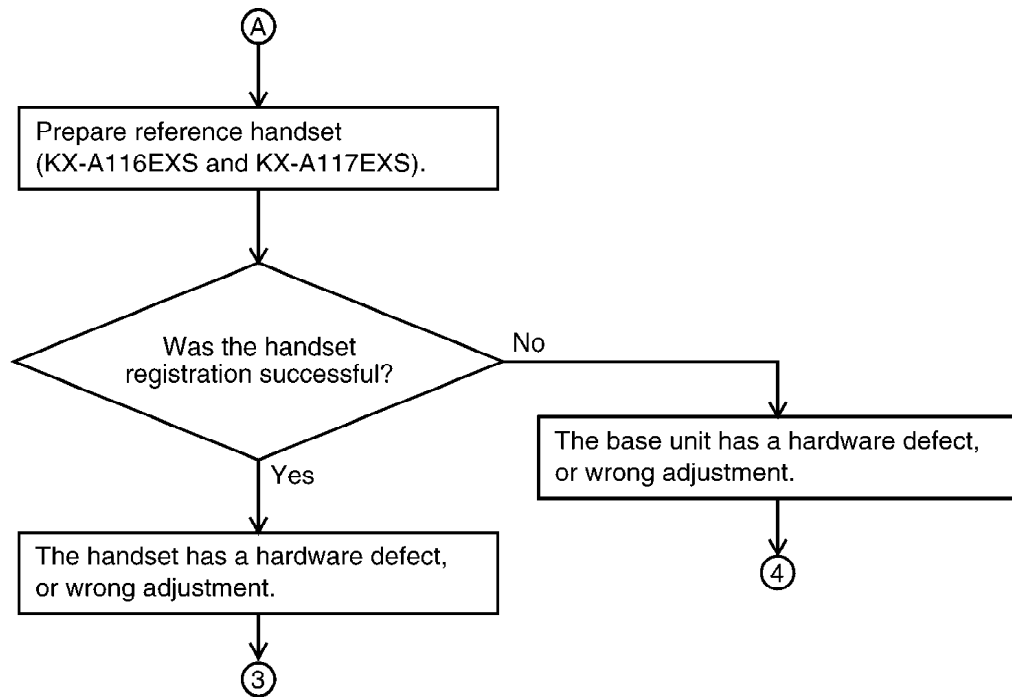 A
Prepare reference handset
(KX-A116EXS and KX-A117EXS).
Was the handset
registration successful?
No
The base unit has a hardware defect,
or wrong adjustment.
4
Yes
The handset has a hardware defect,
or wrong adjustment.
3